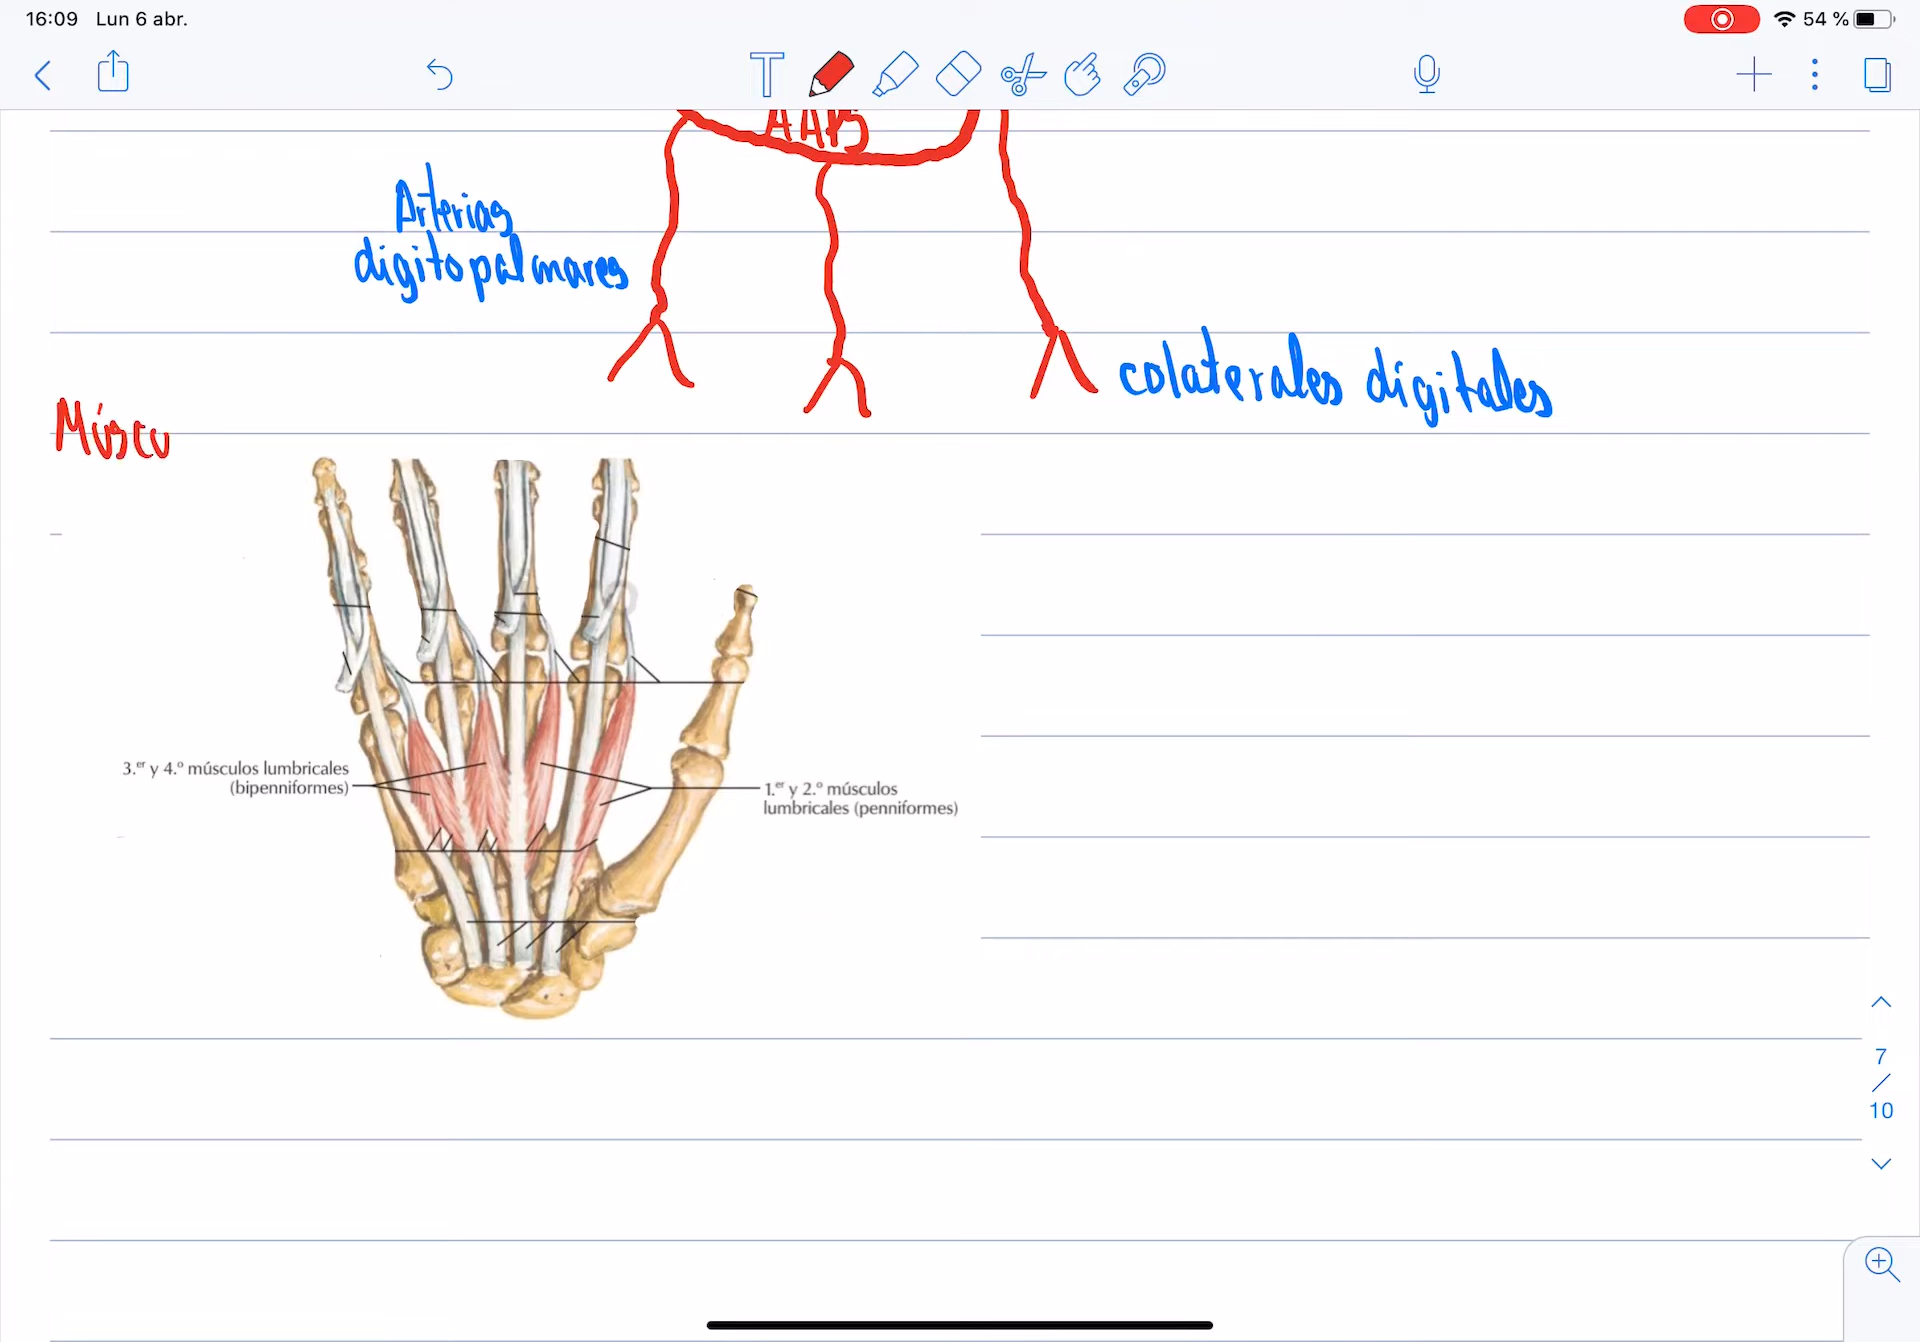 16:09 Lun 6 abr.
54 %
T
AAPS
Arterias
digitopalmares
colaterales digitales
Múscu
3.er y 4.º músculos lumbricales
(bipenniformes)
1.er y 2.º músculos
lumbricales (penniformes)
7
/
10